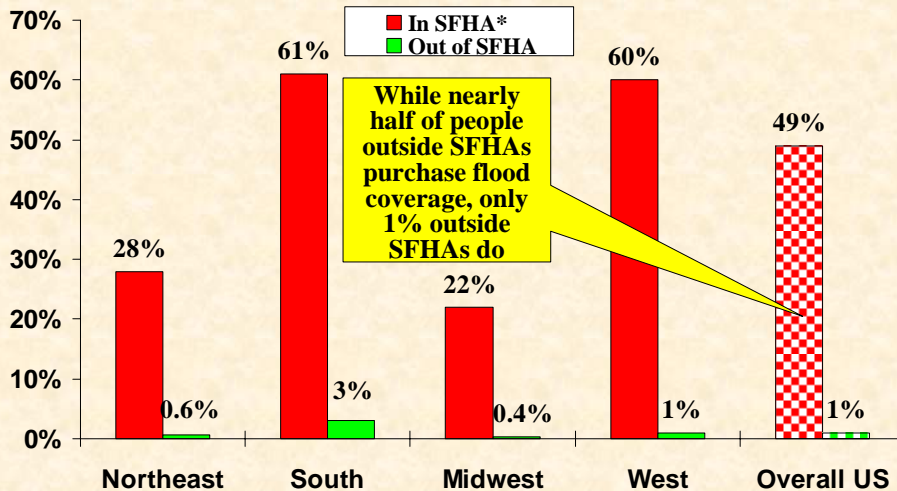 70%
60%
50%
40%
30%
20%
10%
0%
In SFHA*
Out of SFHA
While nearly
half of people
outside SFHAs
purchase flood
coverage, only
1% outside
SFHAs do
28%
0.6%
61%
3%
22%
0.4%
60%
1%
49%
1%
Northeast South Midwest West Overall US